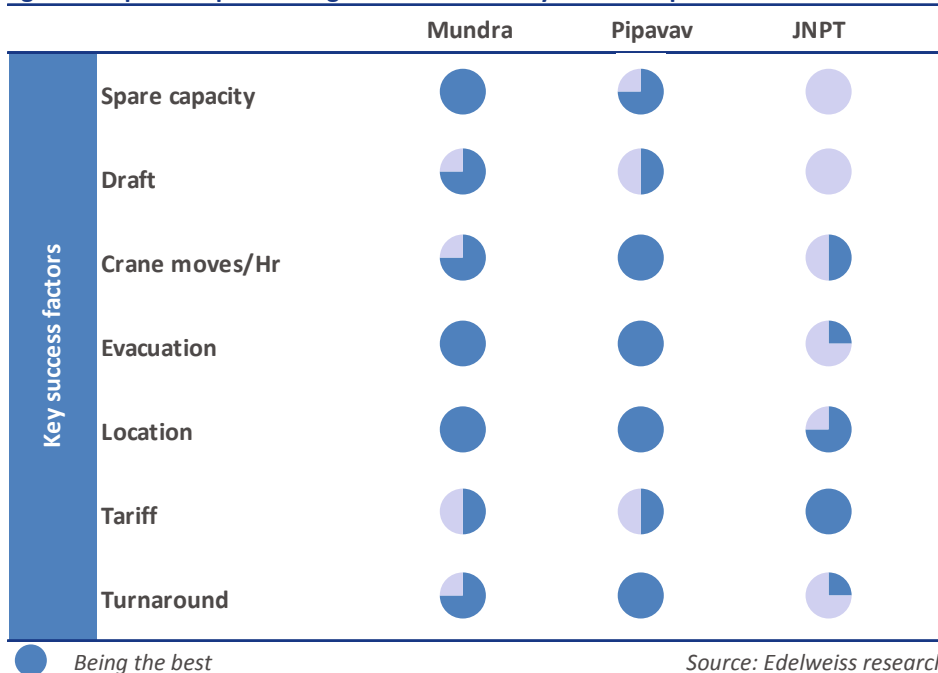 Mundra Pipavav JNPT
Key success factors
Spare capacity
Draft
Crane moves/Hr
Evacuation
Location
Tariff
Turnaround
Being the best Source: Edelweiss research